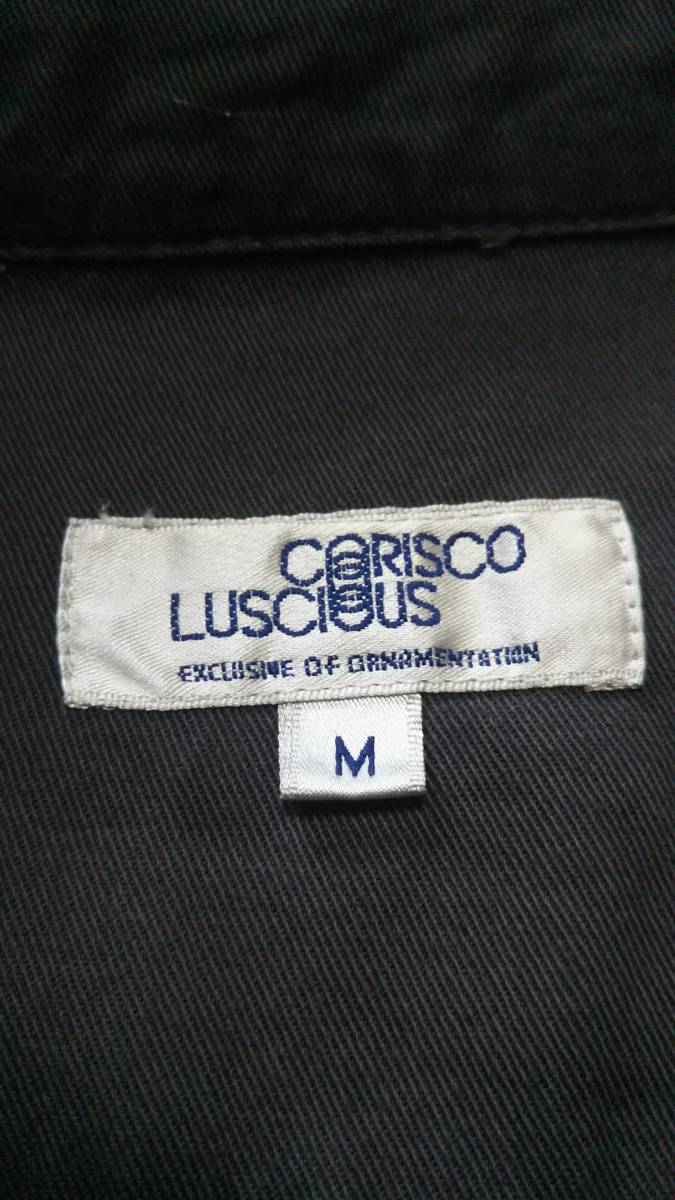 CORISCO
LUSCIOUS
EXCLUSIVE OF ORNAMENTATION
M